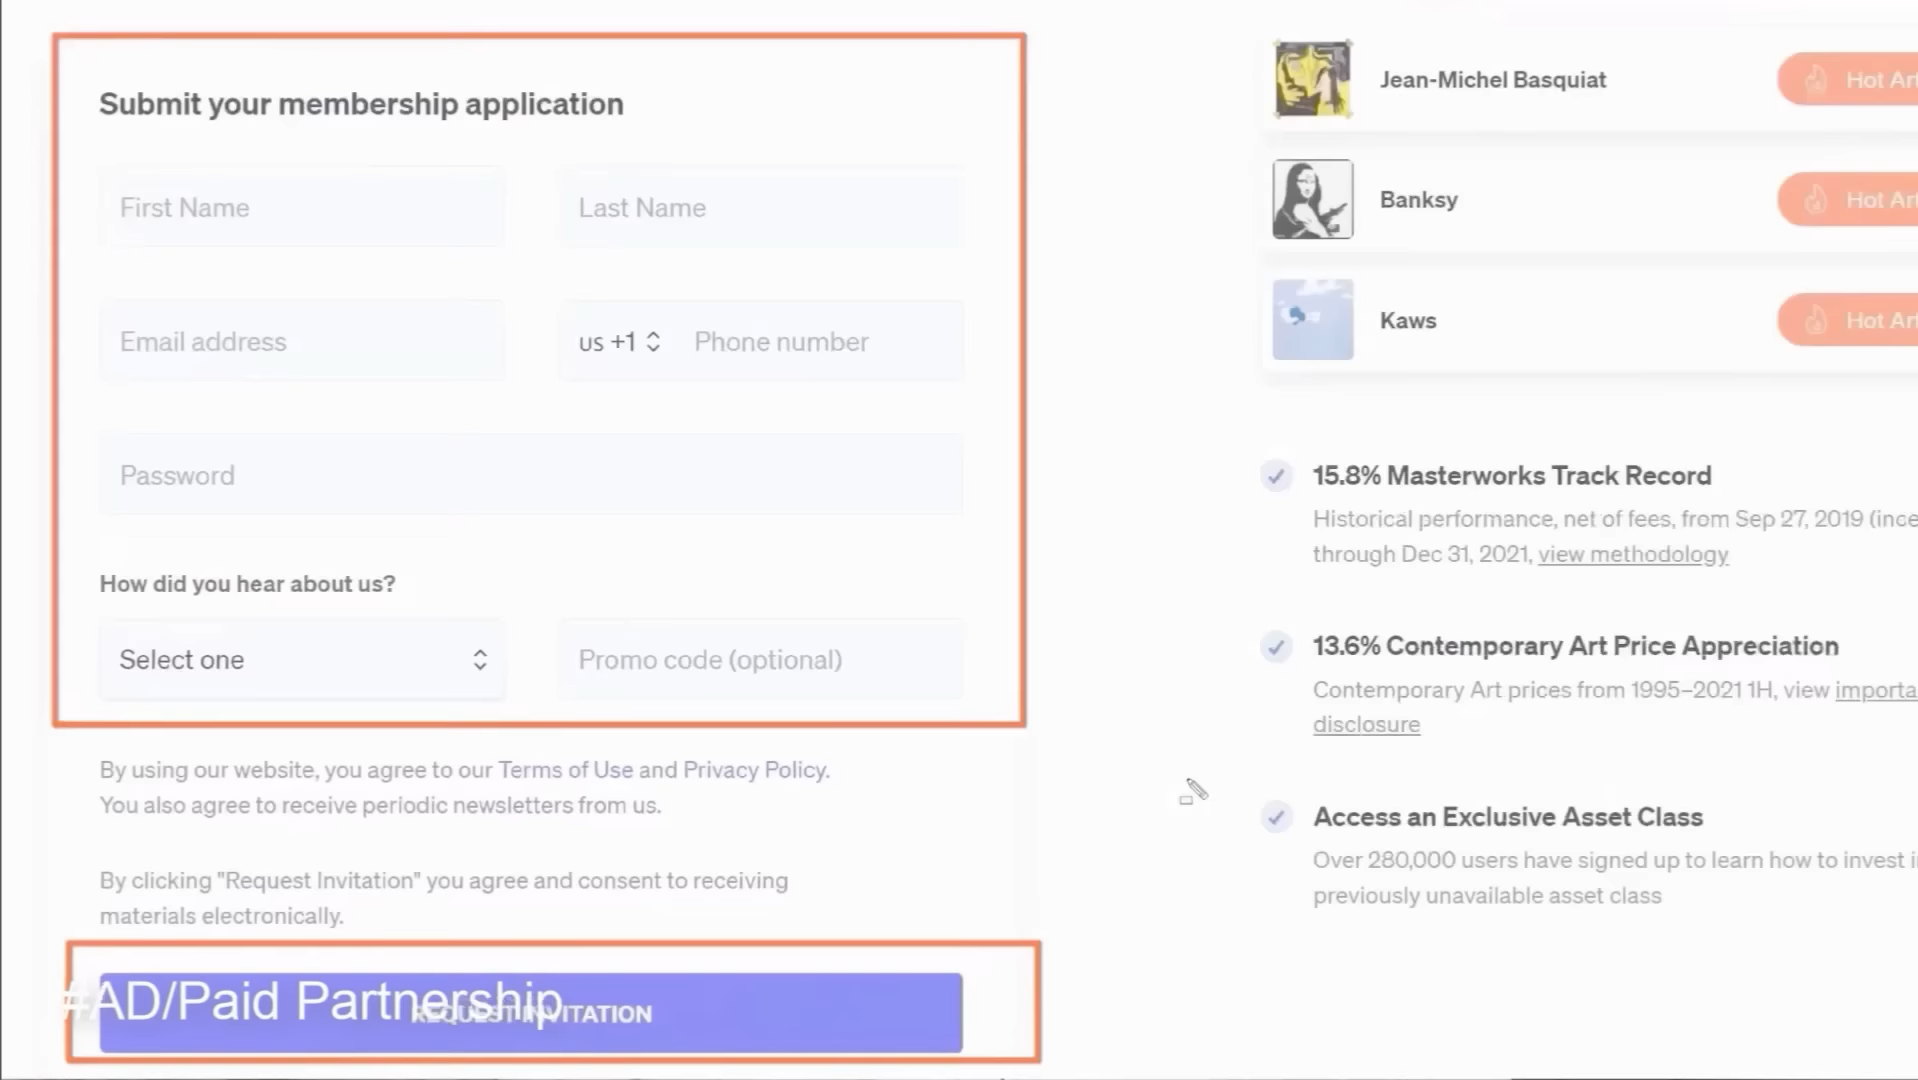 Submit your membership application
First Name
Last Name
Email address
us +1
Phone number
Password
How did you hear about us?
Select one
Promo code (optional)
By using our website, you agree to our Terms of Use and Privacy Policy.
You also agree to receive periodic newsletters from us.
By clicking "Request Invitation" you agree and consent to receiving
materials electronically.
REQUEST INVITATION
#AD/Paid Partnership
Jean-Michel Basquiat
Hot
Banksy
Hot
Kaws
Hot
15.8% Masterworks Track Record
Historical performance, net of fees, from Sep 27, 2019
through Dec 31, 2021, view methodology
13.6% Contemporary Art Price Appreciation
Contemporary Art prices from 1995–2021 1H, view
disclosure
Access an Exclusive Asset Class
Over 280,000 users have signed up to learn how to invest
previously unavailable asset class